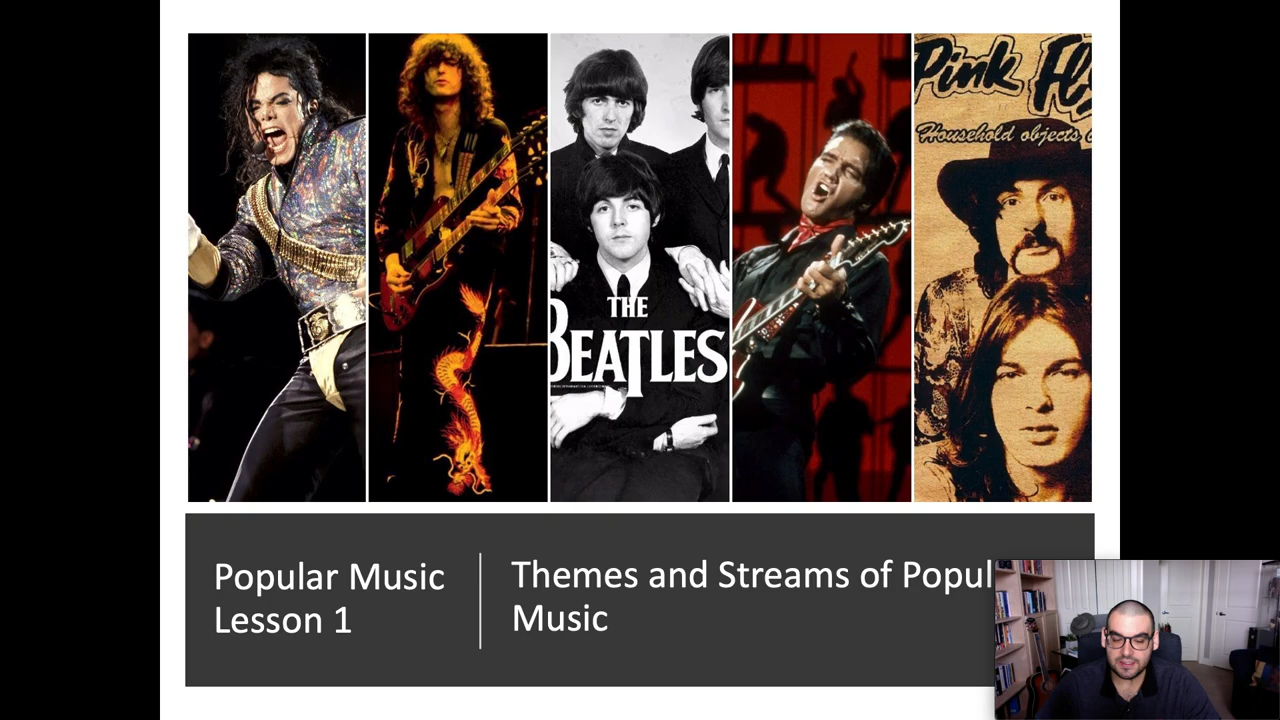 Pink Fl
Household objects
THE
BEATLES
Popular Music
Lesson 1
Themes and Streams of Popul
Music